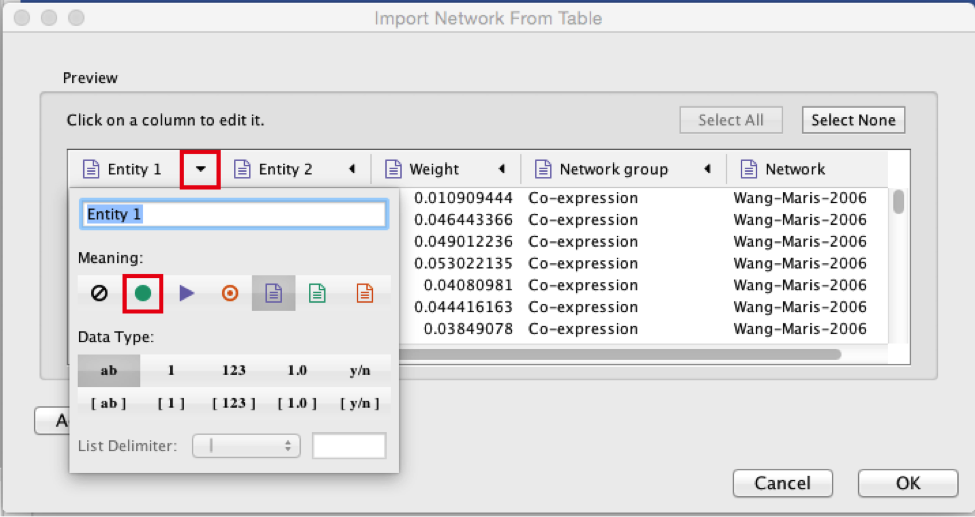 Import Network From Table
Preview
Click on a column to edit it.
Select All
Select None
Entity 1
Entity 2
Weight
Network group
Network
Entity 1
Meaning:
Data Type:
ab 1 123 1.0 y/n
[ ab ] [ 1 ] [ 123 ] [ 1.0 ] [ y/n ]
List Delimiter: |
0.010909444 Co-expression Wang-Maris-2006
0.046443366 Co-expression Wang-Maris-2006
0.049012236 Co-expression Wang-Maris-2006
0.053022135 Co-expression Wang-Maris-2006
0.04080981 Co-expression Wang-Maris-2006
0.044416163 Co-expression Wang-Maris-2006
0.03849078 Co-expression Wang-Maris-2006
Cancel
OK